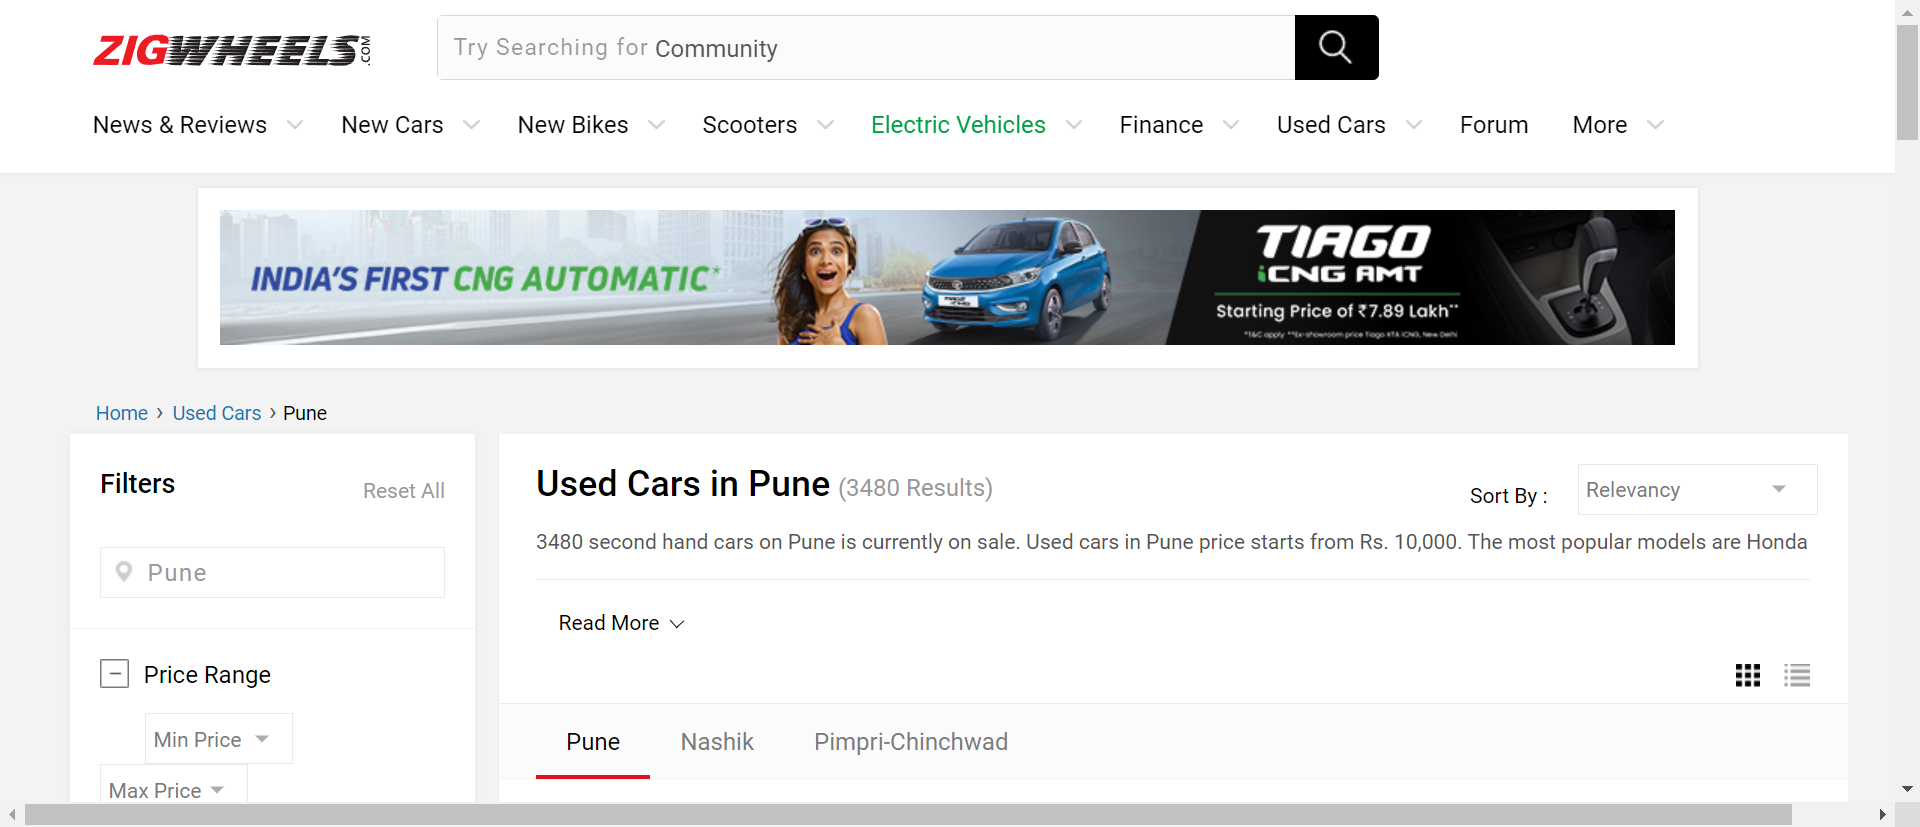 ZIGWHEELS.COM
Try Searching for Community
News & Reviews New Cars New Bikes Scooters Electric Vehicles Finance Used Cars Forum More
INDIA'S FIRST CNG AUTOMATIC*
TIAGO
iCNG AMT
Starting Price of ₹7.89 Lakh**
*T&C apply **Ex-showroom price Tiago XTA iCNG, New Delhi
Home › Used Cars › Pune
Filters
Reset All
Pune
Price Range
Min Price
Max Price
Used Cars in Pune (3480 Results)
Sort By : Relevancy
3480 second hand cars on Pune is currently on sale. Used cars in Pune price starts from Rs. 10,000. The most popular models are Honda
Read More
Pune Nashik Pimpri-Chinchwad